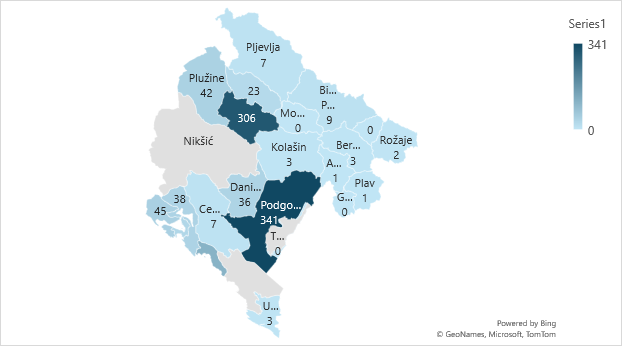 Series1
341
0
Pljevlja
7
Plužine
42
23
306
Bi...
P...
9
Mo...
0
0
Nikšić
Kolašin
3
Ber...
3
Rožaje
2
A...
1
Plav
1
G...
0
Dani...
36
Podgo...
341
38
45
Ce...
7
T...
0
U...
3
Powered by Bing
© GeoNames, Microsoft, TomTom